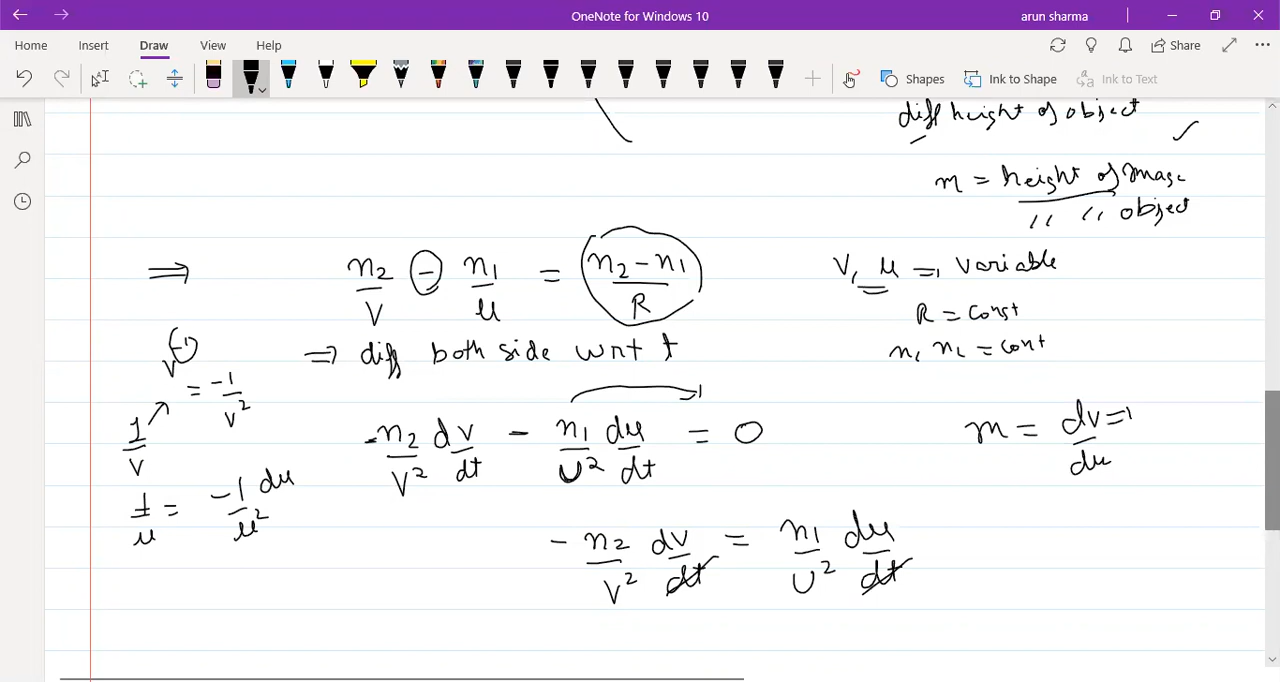 OneNote for Windows 10
arun sharma
Home Insert Draw View Help
Share
Shapes Ink to Shape Ink to Text
diff height of object
m = height of Image
" " object
⇒ n2/V - n1/u = n2-n1/R
V, u = variable
R = const
⇒ diff both side wrt t
n1 n2 = cont
V(-1) = -1/V²
1/V
-n2/V² dv/dt - n1/U² du/dt = 0
m = dv/du =
1/u = -1/u² du
-n2/V² dv/dt = n1/U² du/dt